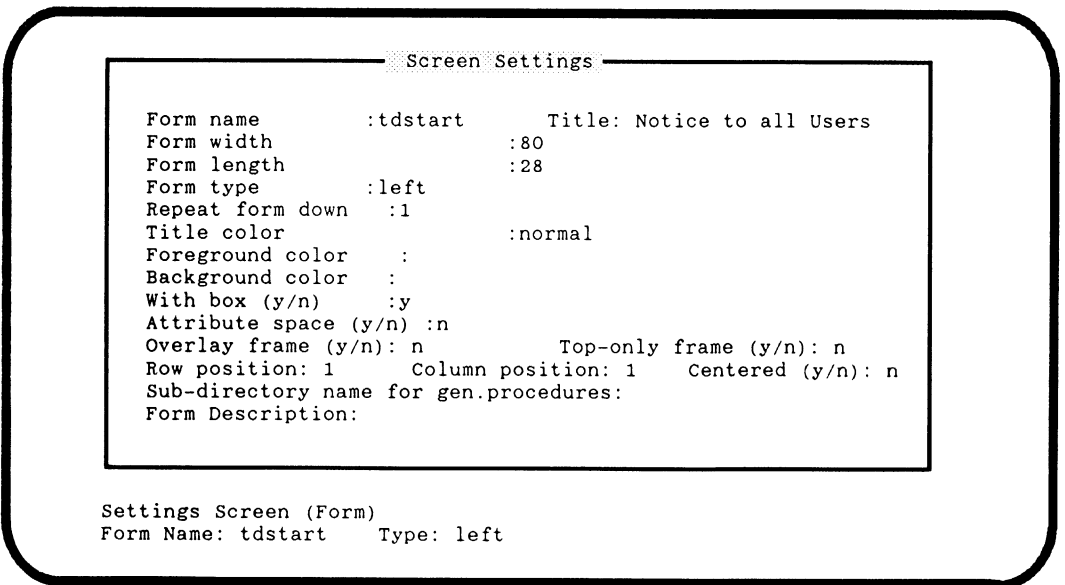 Screen Settings
Form name :tdstart Title: Notice to all Users
Form width :80
Form length :28
Form type :left
Repeat form down :1
Title color :normal
Foreground color :
Background color :
With box (y/n) :y
Attribute space (y/n) :n
Overlay frame (y/n): n Top-only frame (y/n): n
Row position: 1 Column position: 1 Centered (y/n): n
Sub-directory name for gen.procedures:
Form Description:
Settings Screen (Form)
Form Name: tdstart Type: left